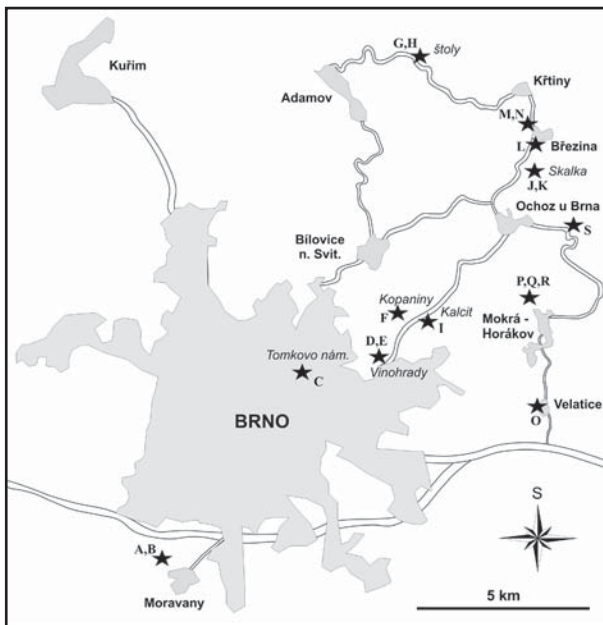 G,H
štoly
Kuřim
Adamov
Křtiny
M,N
L
Březina
Skalka
J,K
Ochoz u Brna
S
Bílovice
n. Svit.
P,Q,R
Kopaniny
F
Kalcit
I
Mokrá -
Horákov
D,E
Tomkovo nám.
C
Vinohrady
BRNO
Velatice
O
S
A,B
Moravany
5 km